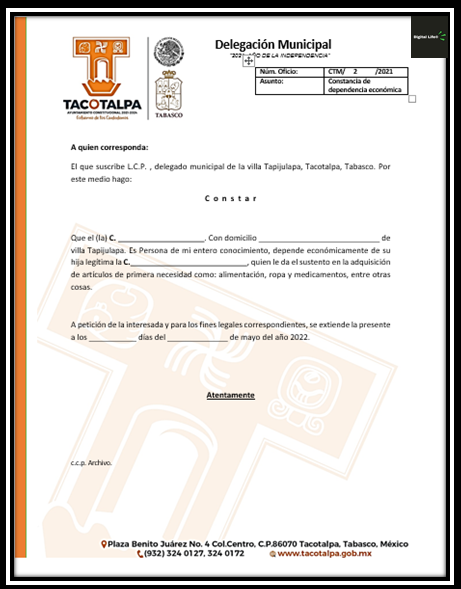 Digital Lifeh
Delegación Municipal
"2021 AÑO DE LA INDEPENDENCIA"
Núm. Oficio: CTM/ 2 /2021
Asunto: Constancia de
dependencia económica
TACOTALPA
AYUNTAMIENTO CONSTITUCIONAL 2021-2024
Gobierno de los Ciudadanos
TABASCO
A quien corresponda:
El que suscribe L.C.P. , delegado municipal de la villa Tapijulapa, Tacotalpa, Tabasco. Por
este medio hago:
C o n s t a r
Que el (la) C. ____________________. Con domicilio ____________________________ de
villa Tapijulapa. Es Persona de mi entero conocimiento, depende económicamente de su
hija legítima la C.___________________________, quien le da el sustento en la adquisición
de artículos de primera necesidad como: alimentación, ropa y medicamentos, entre otras
cosas.
A petición de la interesada y para los fines legales correspondientes, se extiende la presente
a los ___________ días del ______________ de mayo del año 2022.
Atentamente
c.c.p. Archivo.
Plaza Benito Juárez No. 4 Col.Centro, C.P.86070 Tacotalpa, Tabasco, México
(932) 324 0127, 324 0172 www.tacotalpa.gob.mx